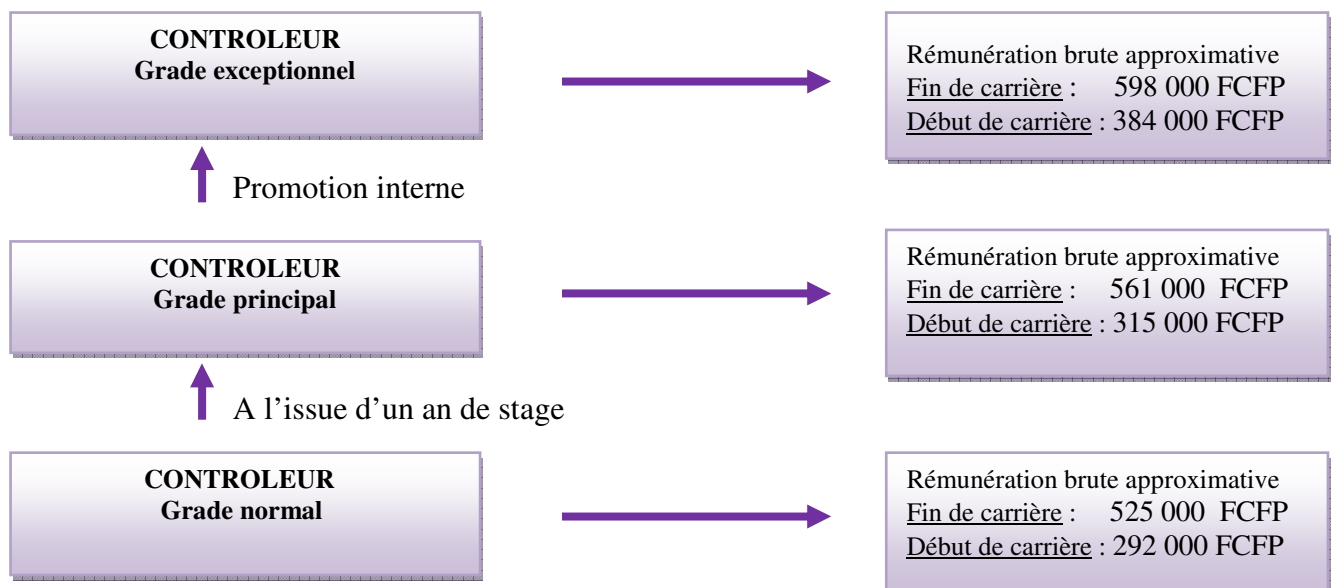 CONTROLEUR
Grade exceptionnel
Rémunération brute approximative
Fin de carrière : 598 000 FCFP
Début de carrière : 384 000 FCFP
Promotion interne
CONTROLEUR
Grade principal
Rémunération brute approximative
Fin de carrière : 561 000 FCFP
Début de carrière : 315 000 FCFP
A l’issue d’un an de stage
CONTROLEUR
Grade normal
Rémunération brute approximative
Fin de carrière : 525 000 FCFP
Début de carrière : 292 000 FCFP